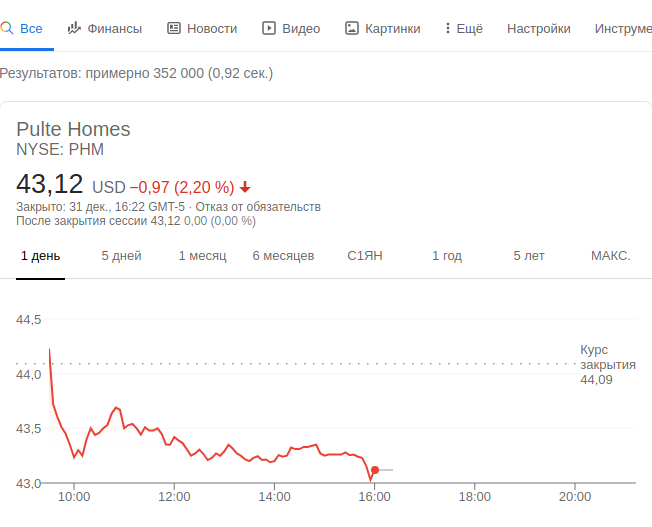 Все Финансы Новости Видео Картинки Ещё Настройки Инструме
Результатов: примерно 352 000 (0,92 сек.)
Pulte Homes
NYSE: PHM
43,12 USD −0,97 (2,20 %)
Закрыто: 31 дек., 16:22 GMT-5 · Отказ от обязательств
После закрытия сессии 43,12 0,00 (0,00 %)
1 день 5 дней 1 месяц 6 месяцев С1ЯН 1 год 5 лет МАКС.
44,5
Курс
закрытия
44,09
44,0
43,5
43,0
10:00 12:00 14:00 16:00 18:00 20:00